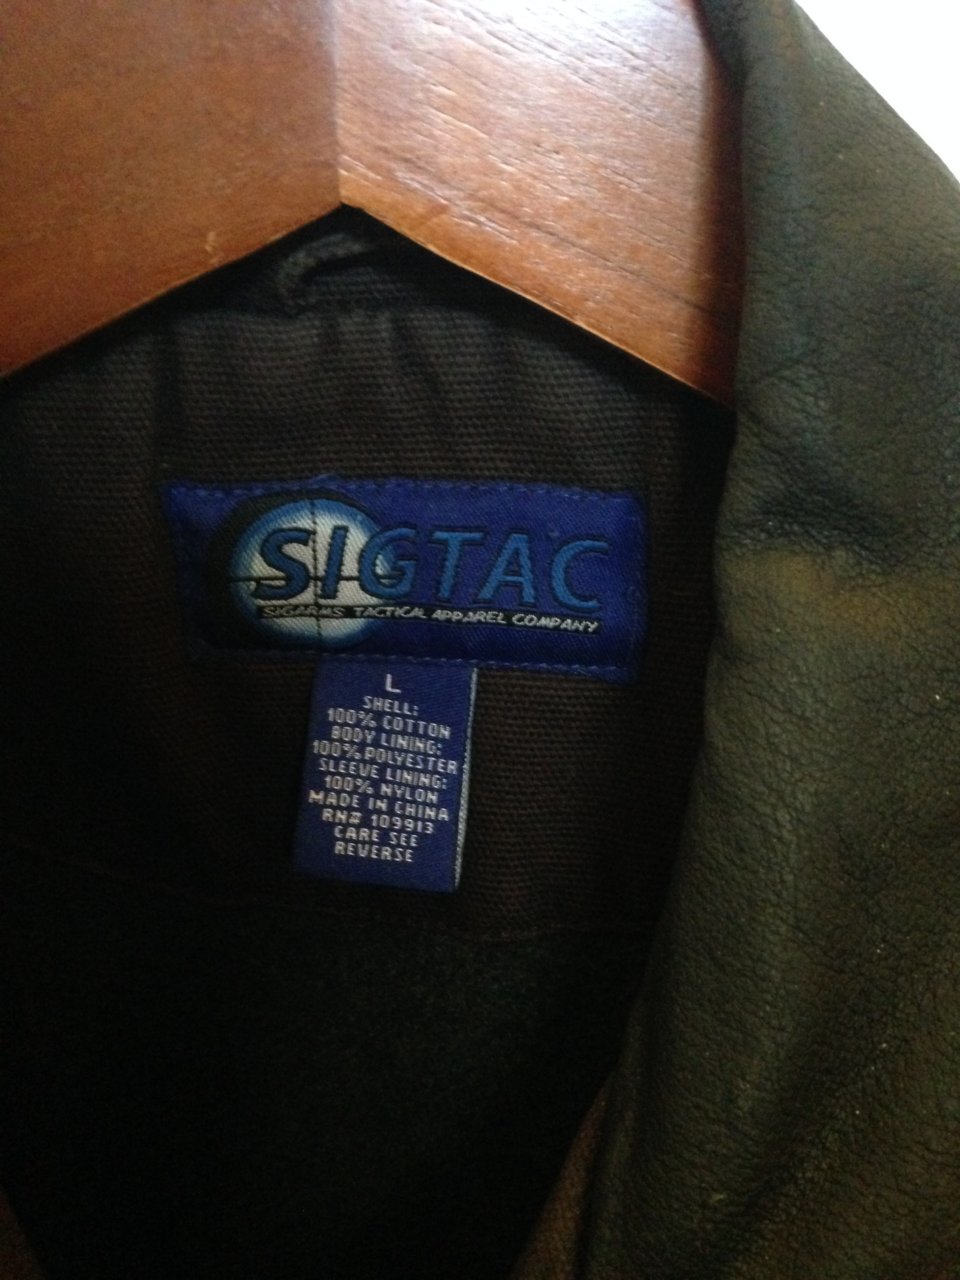 SIGTAC
SIGARMS TACTICAL APPAREL COMPANY
L
SHELL:
100% COTTON
BODY LINING:
100% POLYESTER
SLEEVE LINING:
100% NYLON
MADE IN CHINA
RN# 109913
CARE SEE
REVERSE